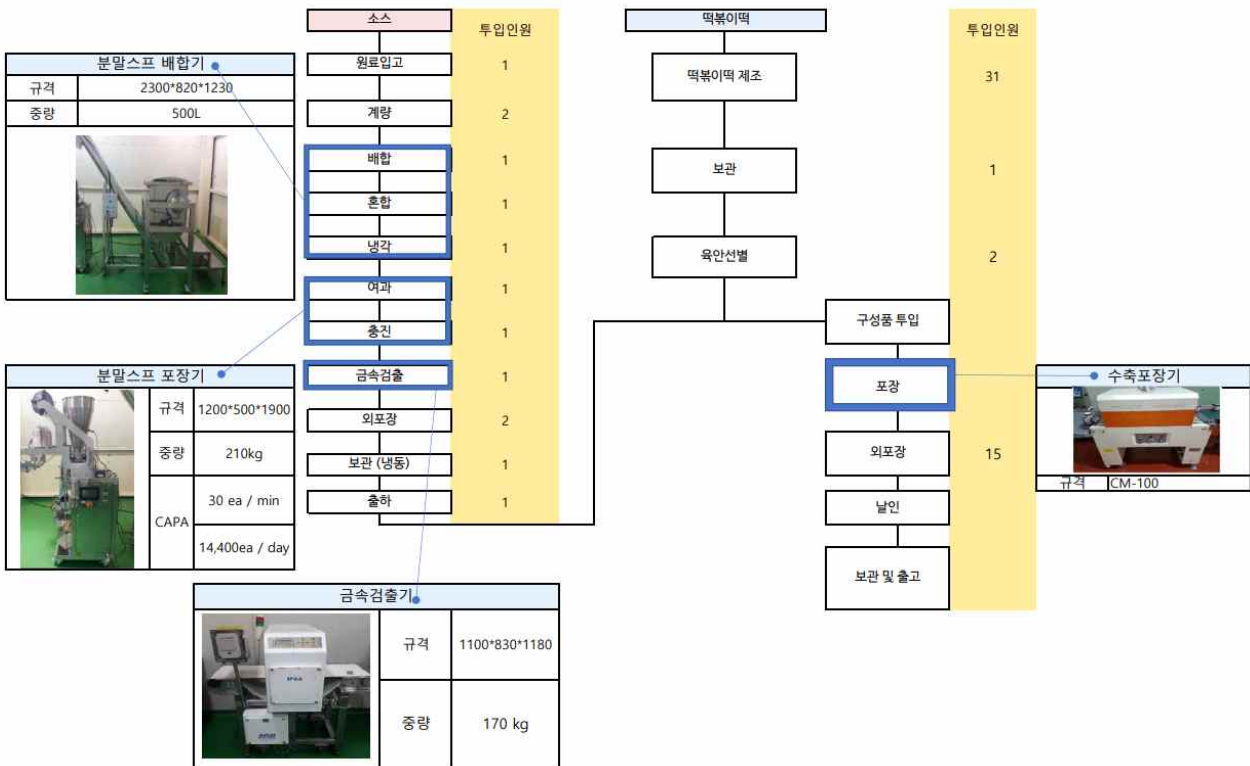 소스
투입인원
원료입고
1
계량
2
배합
1
혼합
1
냉각
1
여과
1
충진
1
금속검출
1
외포장
2
보관 (냉동)
1
출하
1
분말스프 배합기
규격 2300*820*1230
중량 500L
분말스프 포장기
규격 1200*500*1900
중량 210kg
CAPA
30 ea / min
14,400ea / day
금속검출기
규격 1100*830*1180
중량 170 kg
떡볶이떡
투입인원
떡볶이떡 제조
31
보관
1
육안선별
2
구성품 투입
포장
외포장
15
날인
보관 및 출고
수축포장기
규격 CM-100